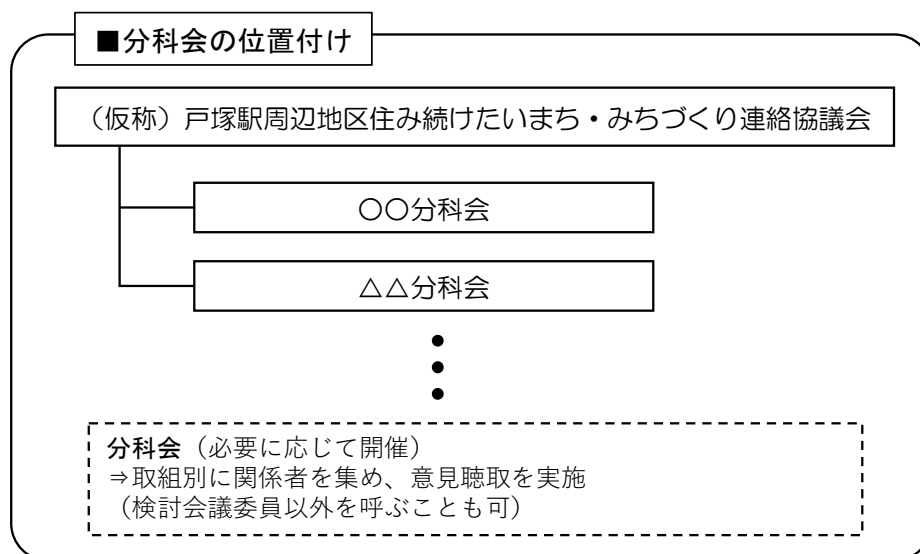 ■分科会の位置付け
（仮称）戸塚駅周辺地区住み続けたいまち・みちづくり連絡協議会
〇〇分科会
△△分科会
分科会（必要に応じて開催）
⇒取組別に関係者を集め、意見聴取を実施
（検討会議委員以外を呼ぶことも可）